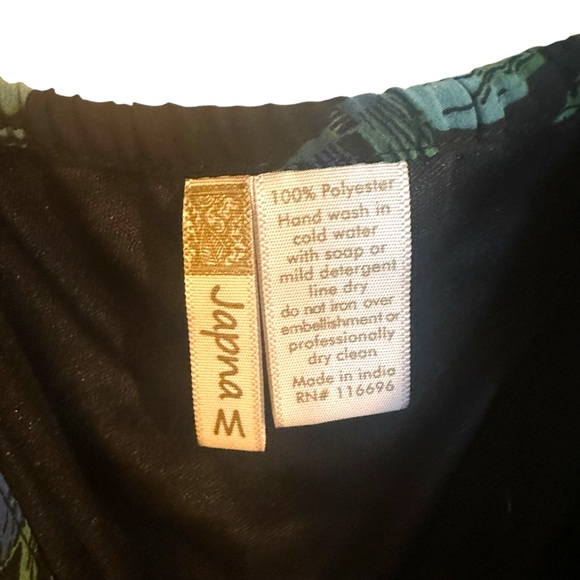 Japna M
100% Polyester
Hand wash in
cold water
with soap or
mild detergent
line dry
do not iron over
embellishment or
professionally
dry clean
Made in india
RN# 116696